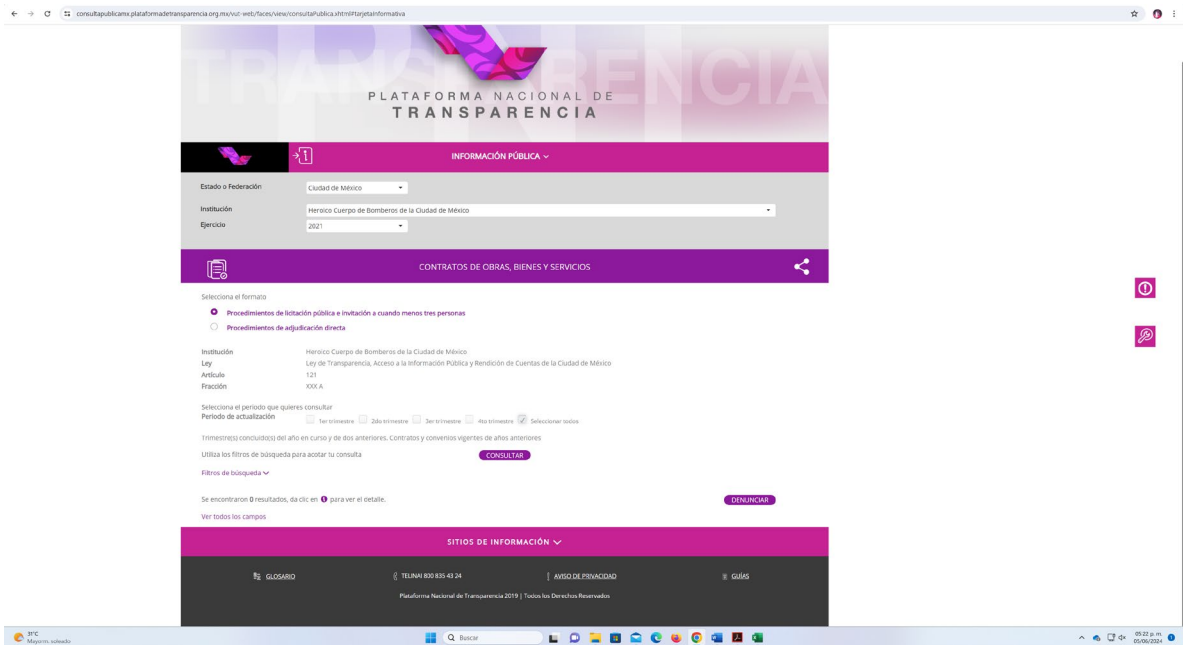 consultapublicamx.plataformadetransparencia.org.mx/vut-web/faces/view/consultaPublica.xhtml#tarjetaInformativa
TRANSPARENCIA
PLATAFORMA NACIONAL DE
TRANSPARENCIA
INFORMACIÓN PÚBLICA
Estado o Federación Ciudad de México
Institución Heroico Cuerpo de Bomberos de la Ciudad de México
Ejercicio 2021
CONTRATOS DE OBRAS, BIENES Y SERVICIOS
Selecciona el formato
Procedimientos de licitación pública e invitación a cuando menos tres personas
Procedimientos de adjudicación directa
Institución Heroico Cuerpo de Bomberos de la Ciudad de México
Ley Ley de Transparencia, Acceso a la Información Pública y Rendición de Cuentas de la Ciudad de México
Artículo 121
Fracción XXX A
Selecciona el periodo que quieres consultar
Periodo de actualización 1er trimestre 2do trimestre 3er trimestre 4to trimestre Seleccionar todos
Trimestre(s) concluido(s) del año en curso y de dos anteriores. Contratos y convenios vigentes de años anteriores
Utiliza los filtros de búsqueda para acotar tu consulta CONSULTAR
Filtros de búsqueda
Se encontraron 0 resultados, da clic en i para ver el detalle. DENUNCIAR
Ver todos los campos
SITIOS DE INFORMACIÓN
GLOSARIO TELINAI 800 835 43 24 AVISO DE PRIVACIDAD GUÍAS
Plataforma Nacional de Transparencia 2019 | Todos los Derechos Reservados
31°C
Mayorm. soleado
Buscar
05:22 p. m.
05/06/2024